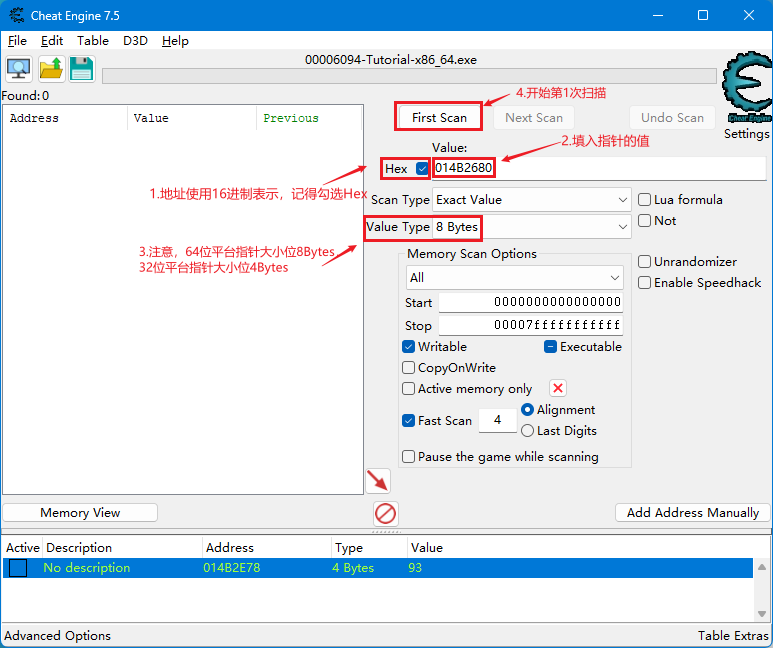 Cheat Engine 7.5
File Edit Table D3D Help
00006094-Tutorial-x86_64.exe
Found: 0
Address Value Previous
4.开始第1次扫描
First Scan Next Scan Undo Scan
Cheat Engine
Settings
Value:
2.填入指针的值
Hex 014B2680
1.地址使用16进制表示，记得勾选Hex
Scan Type Exact Value
Lua formula
Value Type 8 Bytes
Not
3.注意，64位平台指针大小位8Bytes，
32位平台指针大小位4Bytes
Memory Scan Options
All
Unrandomizer
Enable Speedhack
Start 0000000000000000
Stop 00007fffffffffff
Writable Executable
CopyOnWrite
Active memory only
Fast Scan 4 Alignment
Last Digits
Pause the game while scanning
Memory View
Add Address Manually
Active Description Address Type Value
No description 014B2E78 4 Bytes 93
Advanced Options
Table Extras